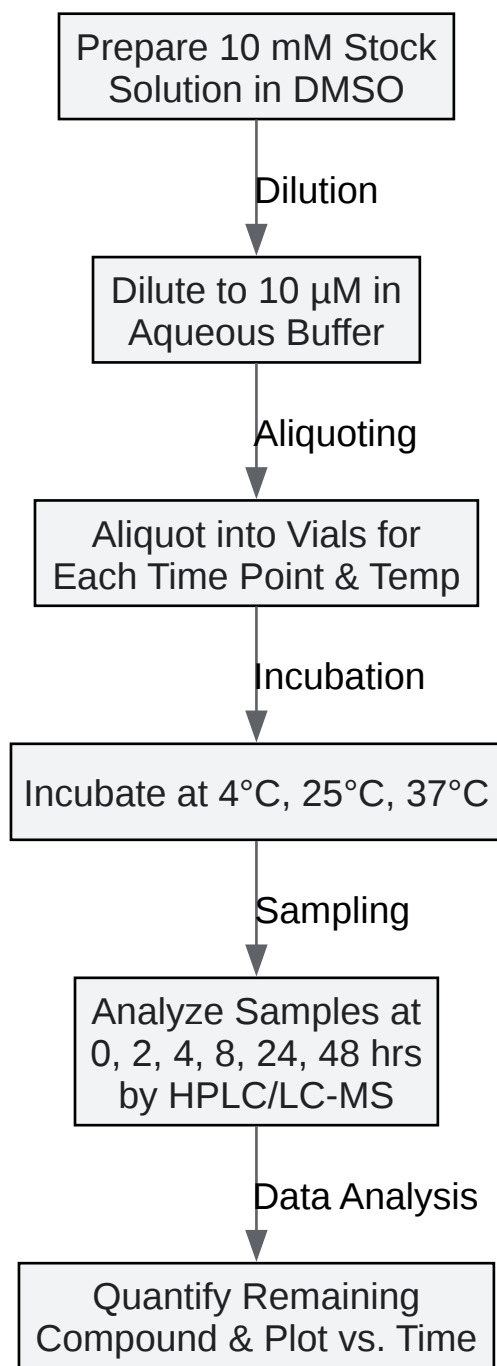 Prepare 10 mM Stock
Solution in DMSO
Dilution
Dilute to 10 µM in
Aqueous Buffer
Aliquoting
Aliquot into Vials for
Each Time Point & Temp
Incubation
Incubate at 4°C, 25°C, 37°C
Sampling
Analyze Samples at
0, 2, 4, 8, 24, 48 hrs
by HPLC/LC-MS
Data Analysis
Quantify Remaining
Compound & Plot vs. Time